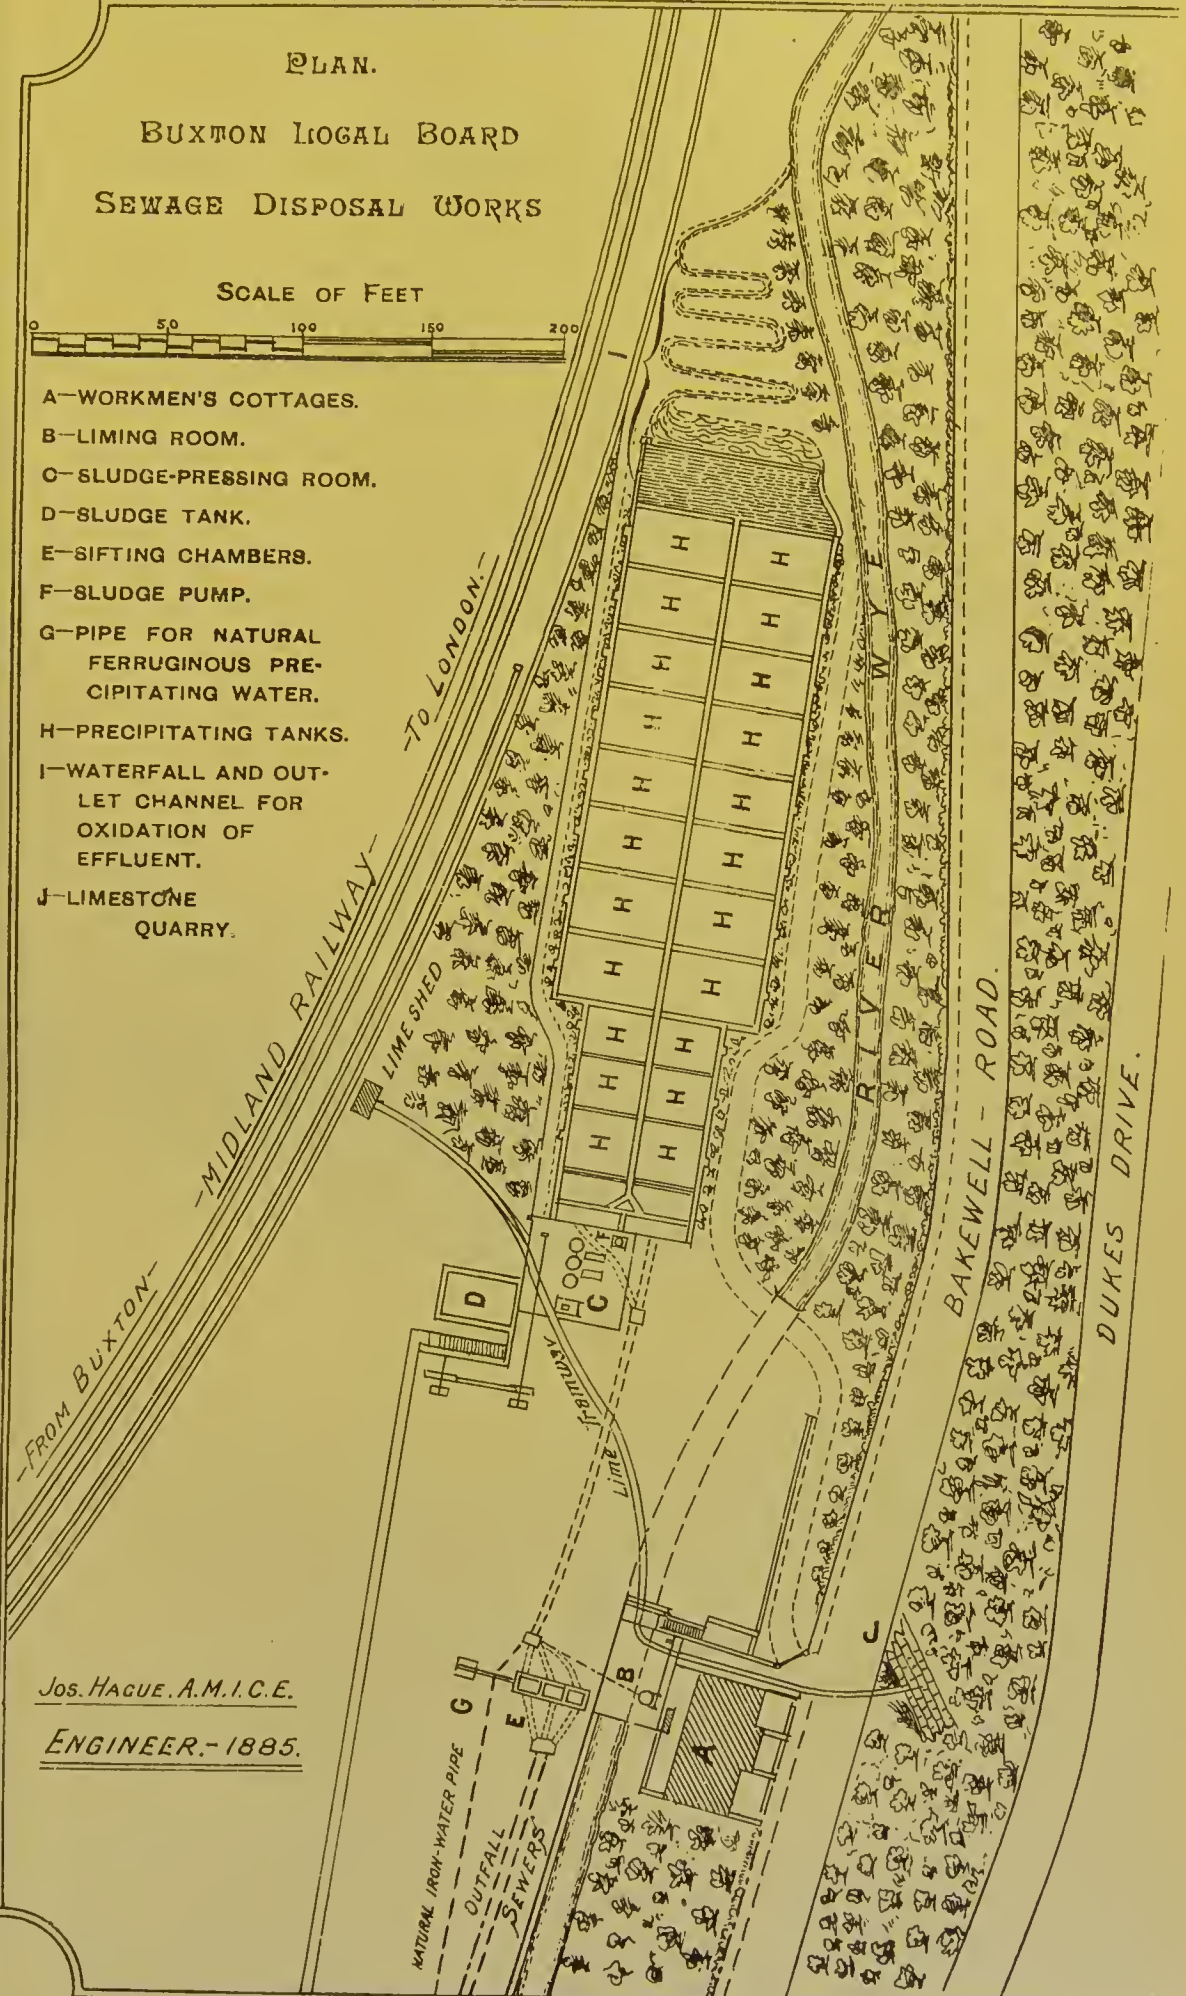 PLAN.
BUXTON LOCAL BOARD
SEWAGE DISPOSAL WORKS
SCALE OF FEET
0 50 100 150 200
A—WORKMEN'S COTTAGES.
B—LIMING ROOM.
C—SLUDGE-PRESSING ROOM.
D—SLUDGE TANK.
E—SIFTING CHAMBERS.
F—SLUDGE PUMP.
G—PIPE FOR NATURAL
FERRUGINOUS PRE-
CIPITATING WATER.
H—PRECIPITATING TANKS.
I—WATERFALL AND OUT-
LET CHANNEL FOR
OXIDATION OF
EFFLUENT.
J—LIMESTONE
QUARRY.
-FROM BUXTON-
-MIDLAND RAILWAY-
-TO LONDON.-
I
LIME SHED
H H
H H
H H
H H
H H
H H
H H
H H
H H
H H
H H
RIVER WYE
BAKEWELL - ROAD.
DUKES DRIVE.
D
C
F
Lime Tramway
J
B
A
G
E
NATURAL IRON-WATER PIPE
OUTFALL
SEWERS
JOS. HAGUE. A.M.I.C.E.
ENGINEER.-1885.